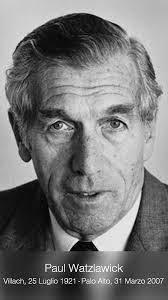 Paul Watzlawick
Villach, 25 Luglio 1921 - Palo Alto, 31 Marzo 2007